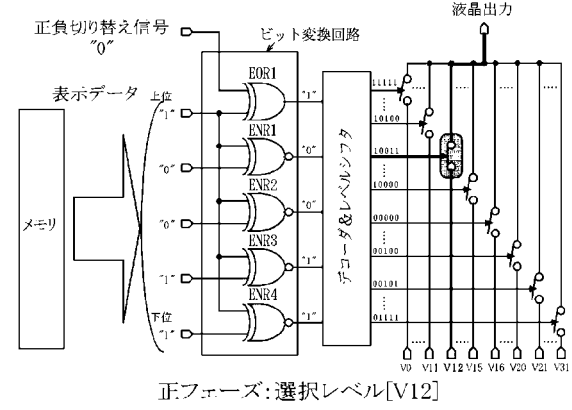 液晶出力
正負切り替え信号
"0"
ビット変換回路
EOR1
表示データ
上位
"1"
"1"
11111
ENR1
10100
"0"
"0"
10011
ENR2
メモリ
"0"
"0"
デコーダ&レベルシフタ
10000
00000
ENR3
"1"
"1"
00100
ENR4
00101
下位
"1"
"1"
01111
V0 V11 V12 V15 V16 V20 V21 V31
正フェーズ:選択レベル[V12]